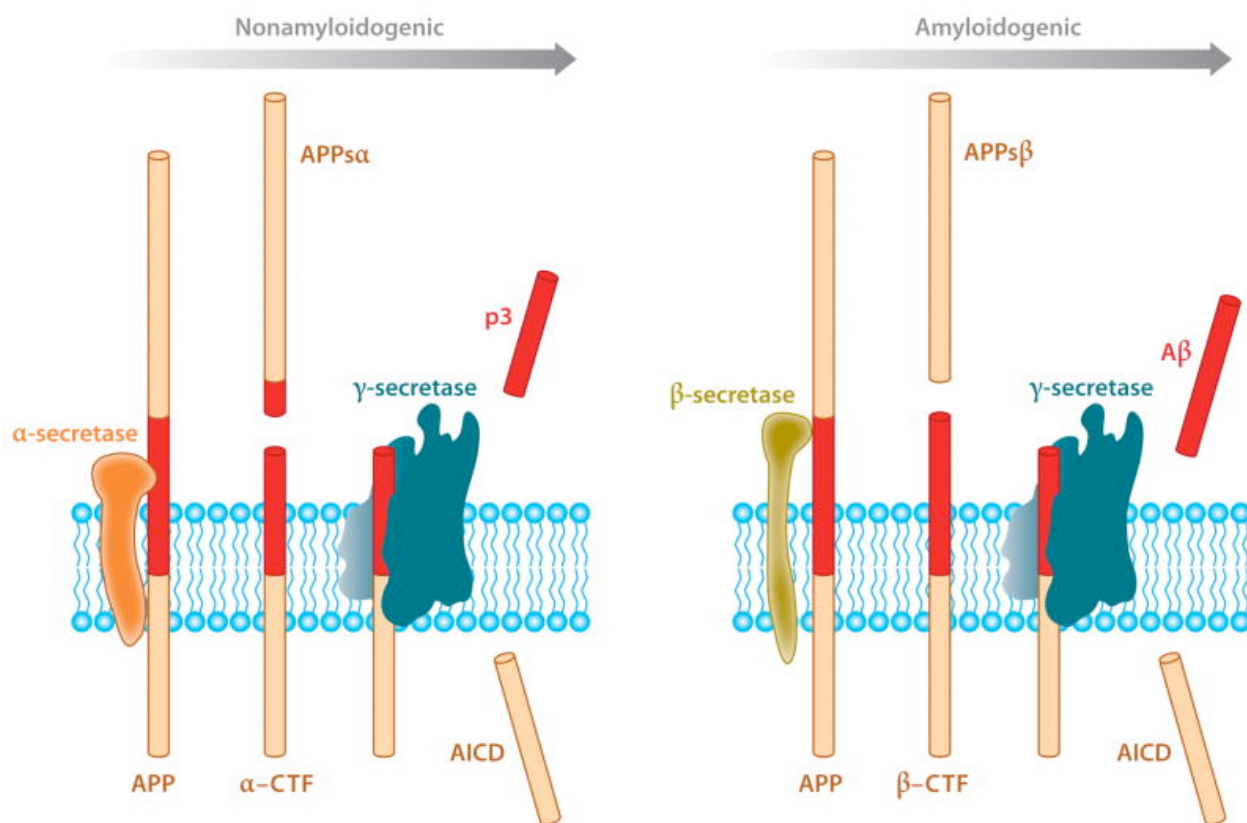 Nonamyloidogenic
APPsα
p3
γ-secretase
α-secretase
AICD
APP
α–CTF
Amyloidogenic
APPsβ
Aβ
γ-secretase
β-secretase
AICD
APP
β–CTF